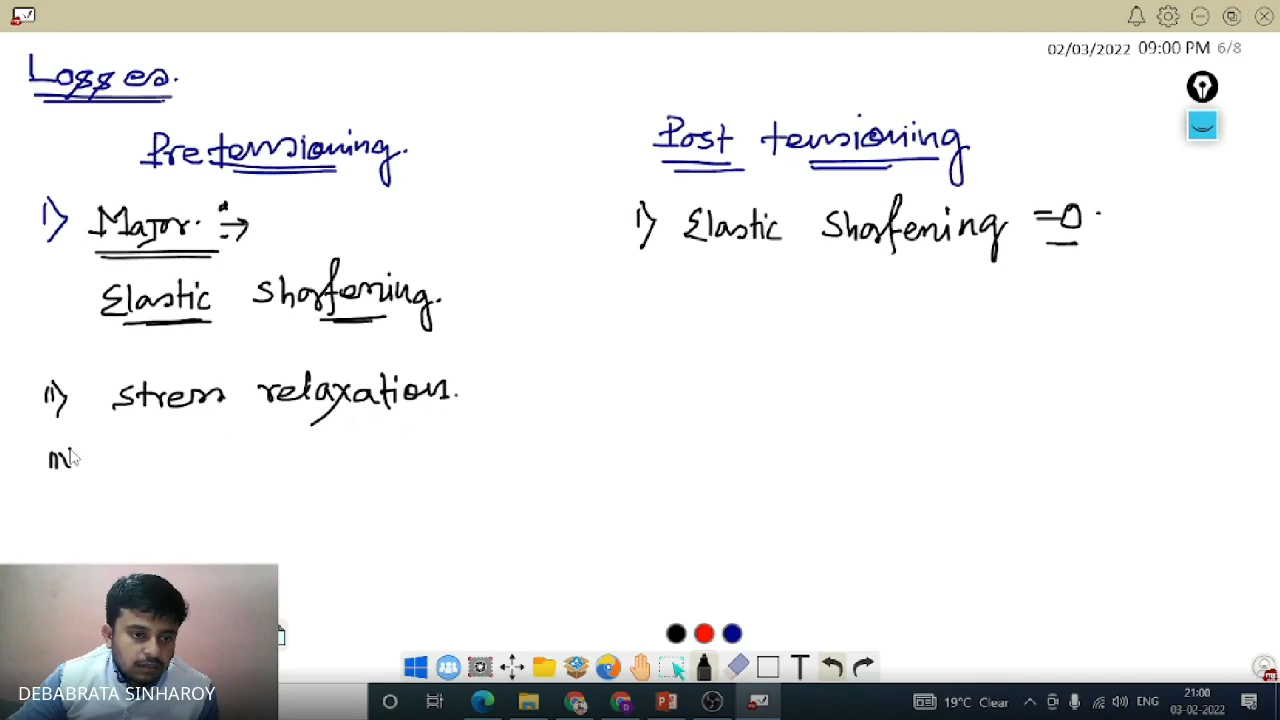 02/03/2022 09:00 PM 6/8
Losses.
Pretensioning.
Post tensioning
i) Major. :→
i) Elastic Shortening = 0.
Elastic Shortening.
ii) Stress relaxation.
DEBABRATA SINHAROY
19°C Clear
ENG
21:00
03-02-2022